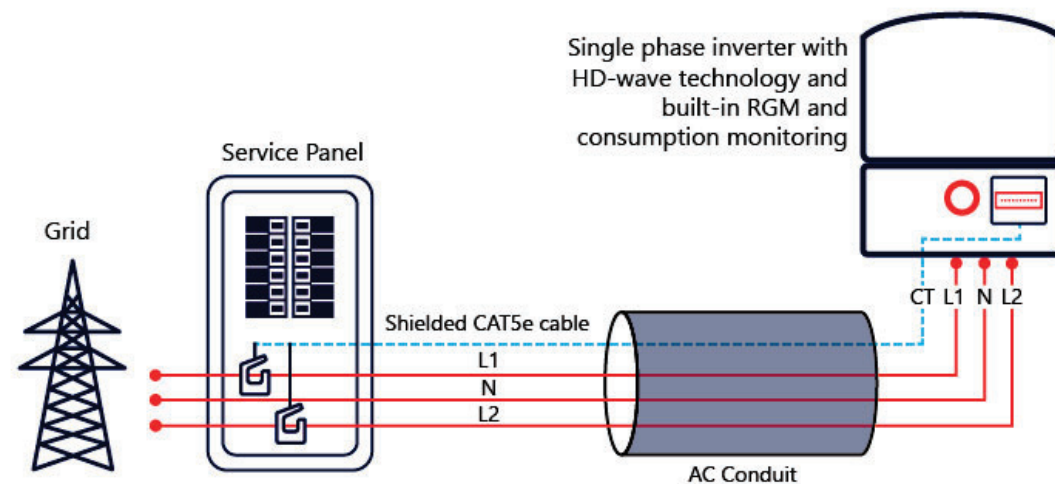 Single phase inverter with
HD-wave technology and
built-in RGM and
consumption monitoring
Service Panel
Grid
CT L1 N L2
Shielded CAT5e cable
L1
N
L2
AC Conduit